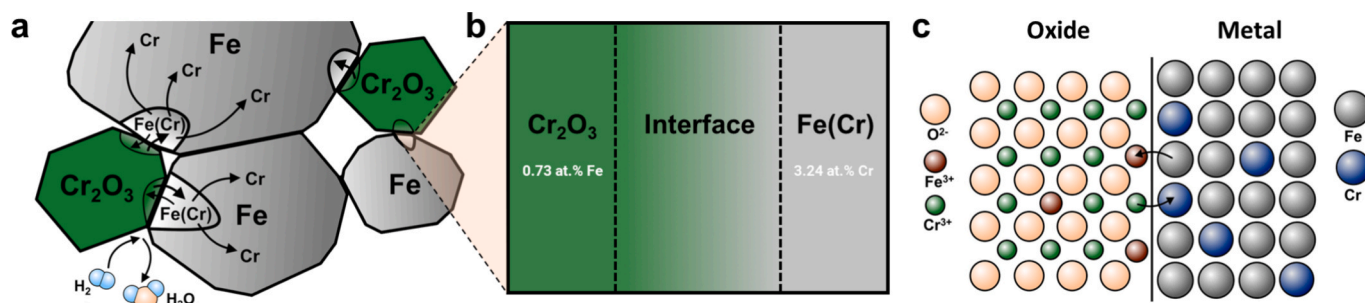 a
Fe
Cr
Cr
Cr
Cr₂O₃
Fe(Cr)
Cr₂O₃
Cr
Fe(Cr)
Fe
Fe
Cr
H₂
H₂O
b
Cr₂O₃
Interface
Fe(Cr)
0.73 at.% Fe
3.24 at.% Cr
c
Oxide
Metal
O²⁻
Fe³⁺
Cr³⁺
Fe
Cr